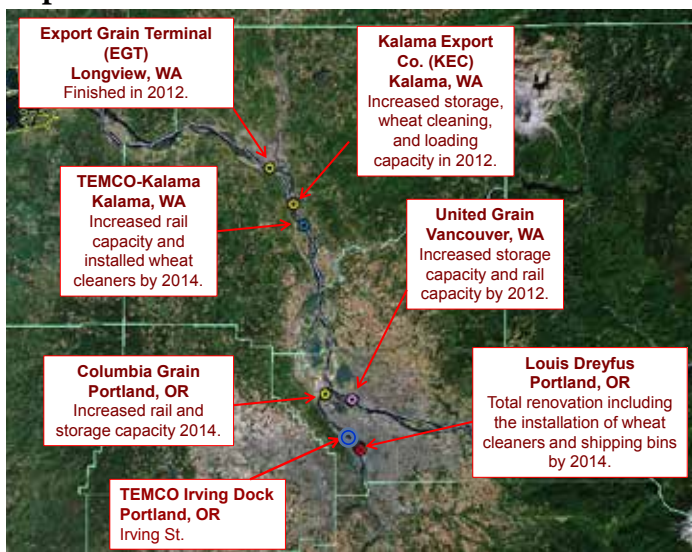 Export Grain Terminal
(EGT)
Longview, WA
Finished in 2012.
Kalama Export
Co. (KEC)
Kalama, WA
Increased storage,
wheat cleaning,
and loading
capacity in 2012.
TEMCO-Kalama
Kalama, WA
Increased rail
capacity and
installed wheat
cleaners by 2014.
United Grain
Vancouver, WA
Increased storage
capacity and rail
capacity by 2012.
Columbia Grain
Portland, OR
Increased rail and
storage capacity 2014.
Louis Dreyfus
Portland, OR
Total renovation including
the installation of wheat
cleaners and shipping bins
by 2014.
TEMCO Irving Dock
Portland, OR
Irving St.